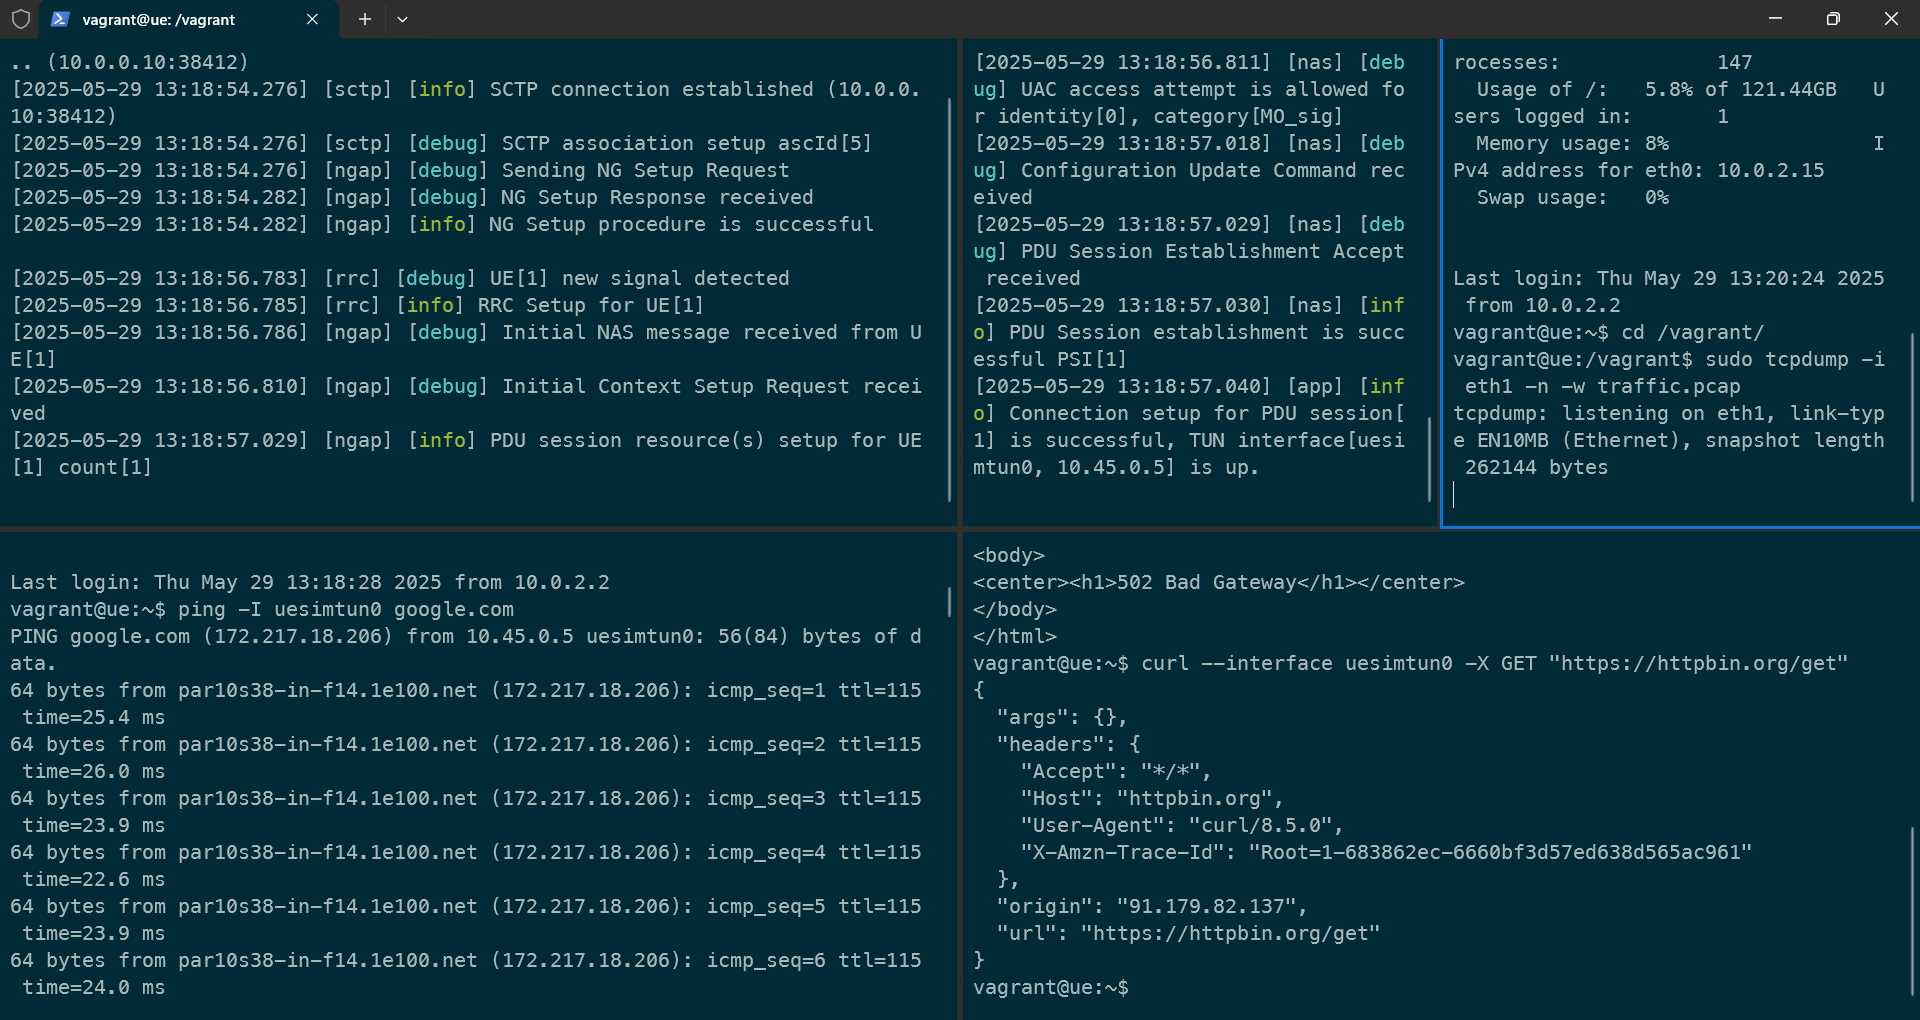 vagrant@ue: /vagrant
.. (10.0.0.10:38412)
[2025-05-29 13:18:54.276] [sctp] [info] SCTP connection established (10.0.0.
10:38412)
[2025-05-29 13:18:54.276] [sctp] [debug] SCTP association setup ascId[5]
[2025-05-29 13:18:54.276] [ngap] [debug] Sending NG Setup Request
[2025-05-29 13:18:54.282] [ngap] [debug] NG Setup Response received
[2025-05-29 13:18:54.282] [ngap] [info] NG Setup procedure is successful
[2025-05-29 13:18:56.783] [rrc] [debug] UE[1] new signal detected
[2025-05-29 13:18:56.785] [rrc] [info] RRC Setup for UE[1]
[2025-05-29 13:18:56.786] [ngap] [debug] Initial NAS message received from U
E[1]
[2025-05-29 13:18:56.810] [ngap] [debug] Initial Context Setup Request recei
ved
[2025-05-29 13:18:57.029] [ngap] [info] PDU session resource(s) setup for UE
[1] count[1]
[2025-05-29 13:18:56.811] [nas] [deb
ug] UAC access attempt is allowed fo
r identity[0], category[MO_sig]
[2025-05-29 13:18:57.018] [nas] [deb
ug] Configuration Update Command rec
eived
[2025-05-29 13:18:57.029] [nas] [deb
ug] PDU Session Establishment Accept
 received
[2025-05-29 13:18:57.030] [nas] [inf
o] PDU Session establishment is succ
essful PSI[1]
[2025-05-29 13:18:57.040] [app] [inf
o] Connection setup for PDU session[
1] is successful, TUN interface[uesi
mtun0, 10.45.0.5] is up.
rocesses:             147
  Usage of /:   5.8% of 121.44GB   U
sers logged in:       1
  Memory usage: 8%                 I
Pv4 address for eth0: 10.0.2.15
  Swap usage:   0%
Last login: Thu May 29 13:20:24 2025
 from 10.0.2.2
vagrant@ue:~$ cd /vagrant/
vagrant@ue:/vagrant$ sudo tcpdump -i
 eth1 -n -w traffic.pcap
tcpdump: listening on eth1, link-typ
e EN10MB (Ethernet), snapshot length
 262144 bytes
Last login: Thu May 29 13:18:28 2025 from 10.0.2.2
vagrant@ue:~$ ping -I uesimtun0 google.com
PING google.com (172.217.18.206) from 10.45.0.5 uesimtun0: 56(84) bytes of d
ata.
64 bytes from par10s38-in-f14.1e100.net (172.217.18.206): icmp_seq=1 ttl=115
 time=25.4 ms
64 bytes from par10s38-in-f14.1e100.net (172.217.18.206): icmp_seq=2 ttl=115
 time=26.0 ms
64 bytes from par10s38-in-f14.1e100.net (172.217.18.206): icmp_seq=3 ttl=115
 time=23.9 ms
64 bytes from par10s38-in-f14.1e100.net (172.217.18.206): icmp_seq=4 ttl=115
 time=22.6 ms
64 bytes from par10s38-in-f14.1e100.net (172.217.18.206): icmp_seq=5 ttl=115
 time=23.9 ms
64 bytes from par10s38-in-f14.1e100.net (172.217.18.206): icmp_seq=6 ttl=115
 time=24.0 ms
<body>
<center><h1>502 Bad Gateway</h1></center>
</body>
</html>
vagrant@ue:~$ curl --interface uesimtun0 -X GET "https://httpbin.org/get"
{
  "args": {},
  "headers": {
    "Accept": "*/*",
    "Host": "httpbin.org",
    "User-Agent": "curl/8.5.0",
    "X-Amzn-Trace-Id": "Root=1-683862ec-6660bf3d57ed638d565ac961"
  },
  "origin": "91.179.82.137",
  "url": "https://httpbin.org/get"
}
vagrant@ue:~$